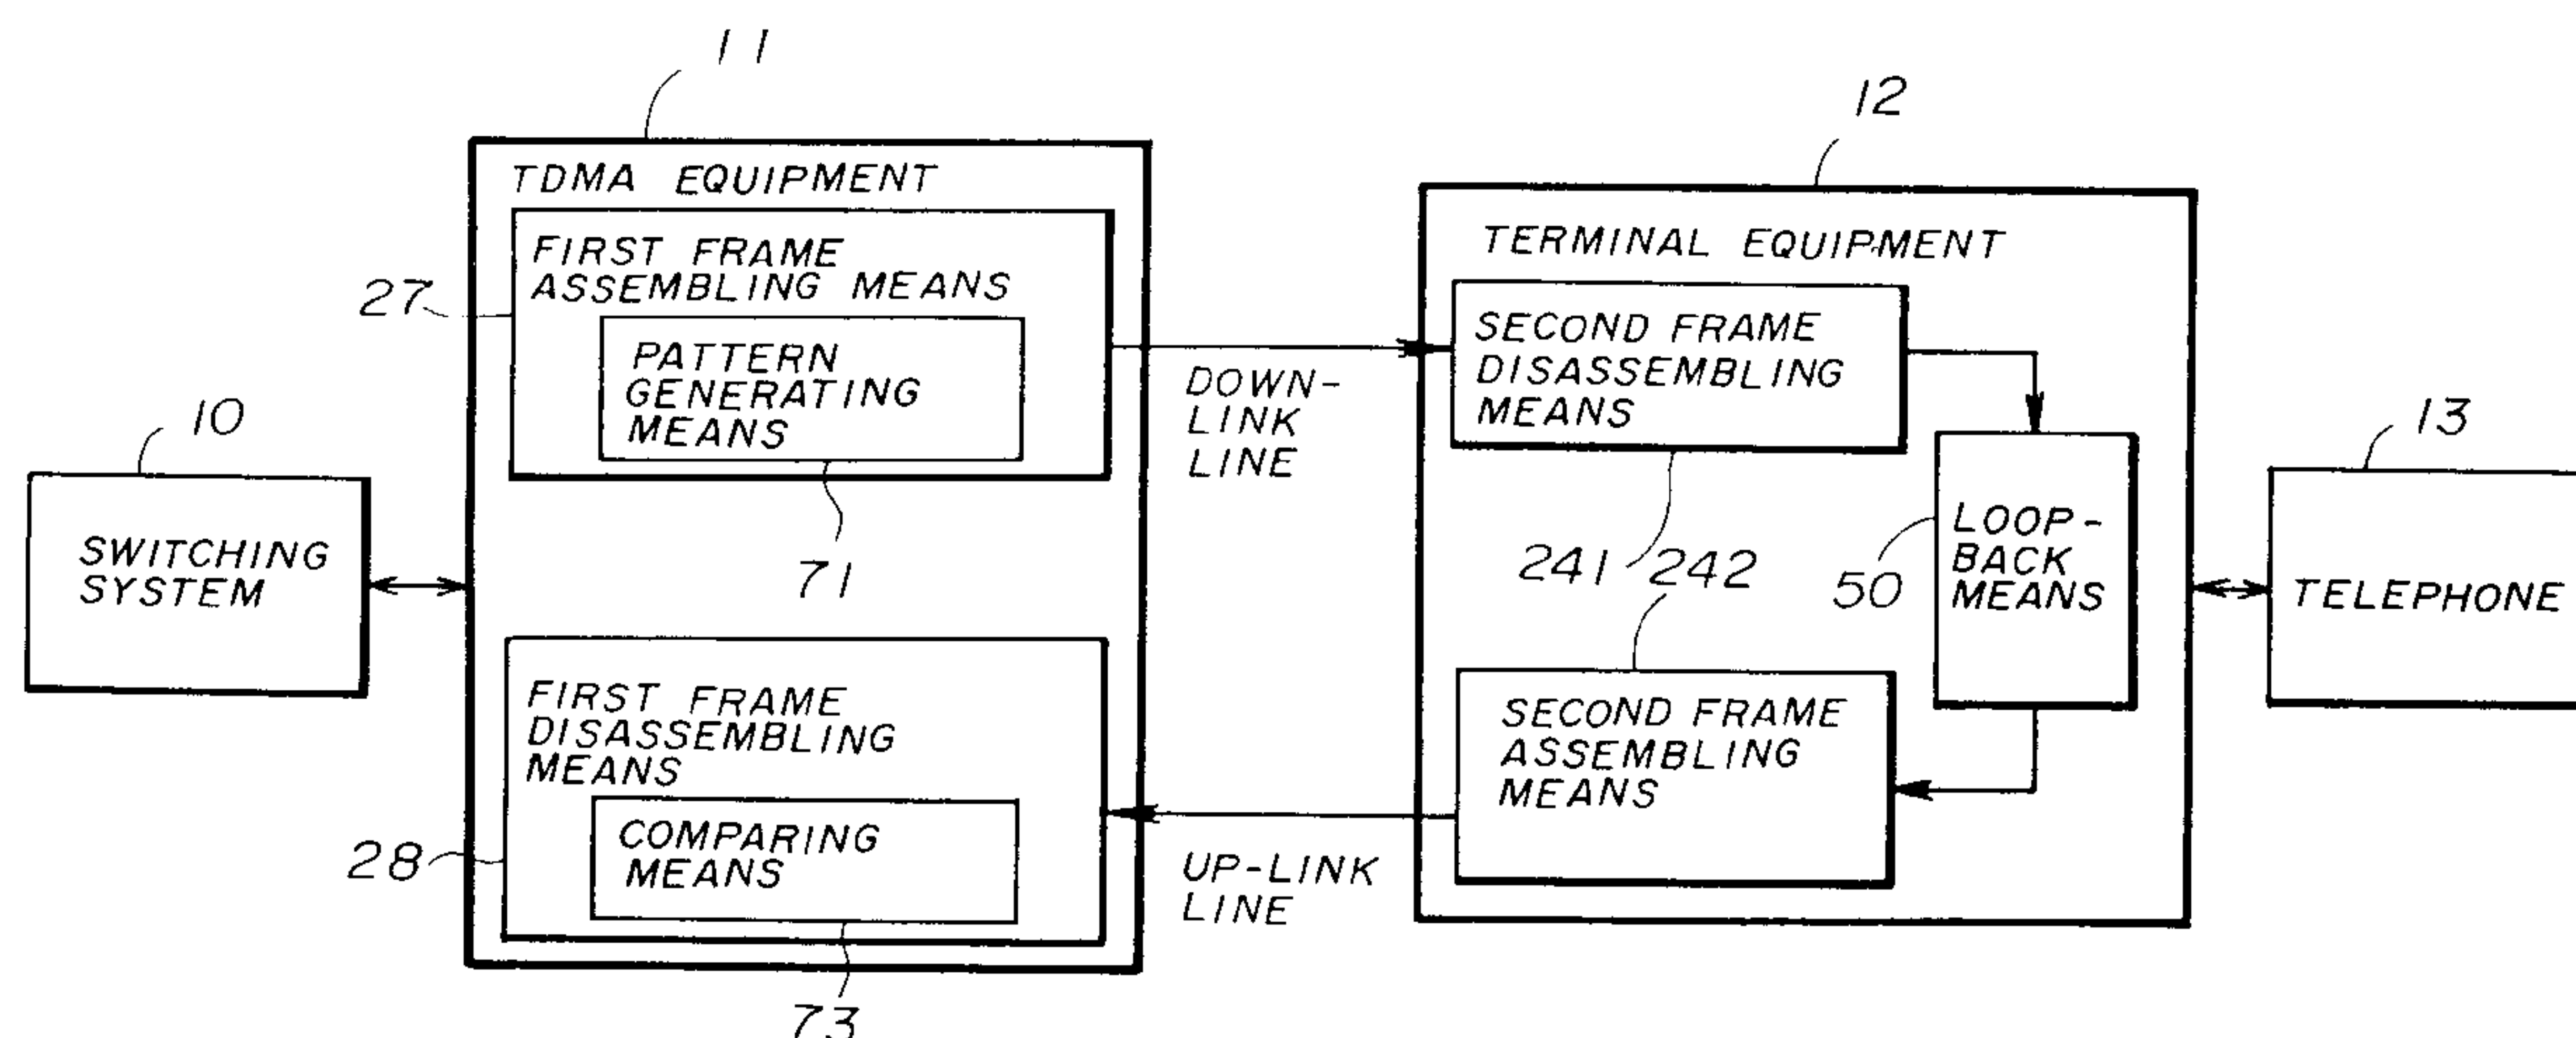 11
12
TDMA EQUIPMENT
FIRST FRAME
ASSEMBLING MEANS
27
PATTERN
GENERATING
MEANS
71
TERMINAL EQUIPMENT
SECOND FRAME
DISASSEMBLING
MEANS
241
242
DOWN-
LINK
LINE
10
SWITCHING
SYSTEM
50
LOOP-
BACK
MEANS
13
TELEPHONE
FIRST FRAME
DISASSEMBLING
MEANS
28
COMPARING
MEANS
73
SECOND FRAME
ASSEMBLING
MEANS
UP-LINK
LINE